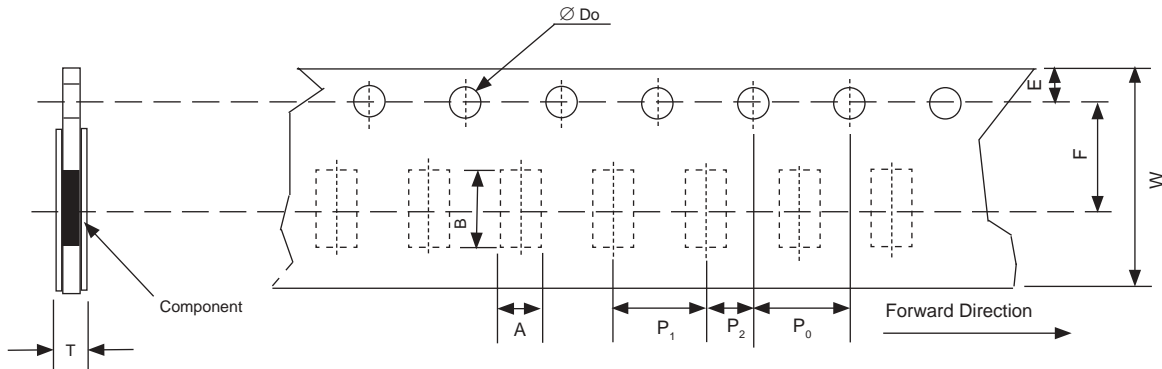 ∅ Do
E
F
W
B
Component
A
P₁
P₂
P₀
Forward Direction
T